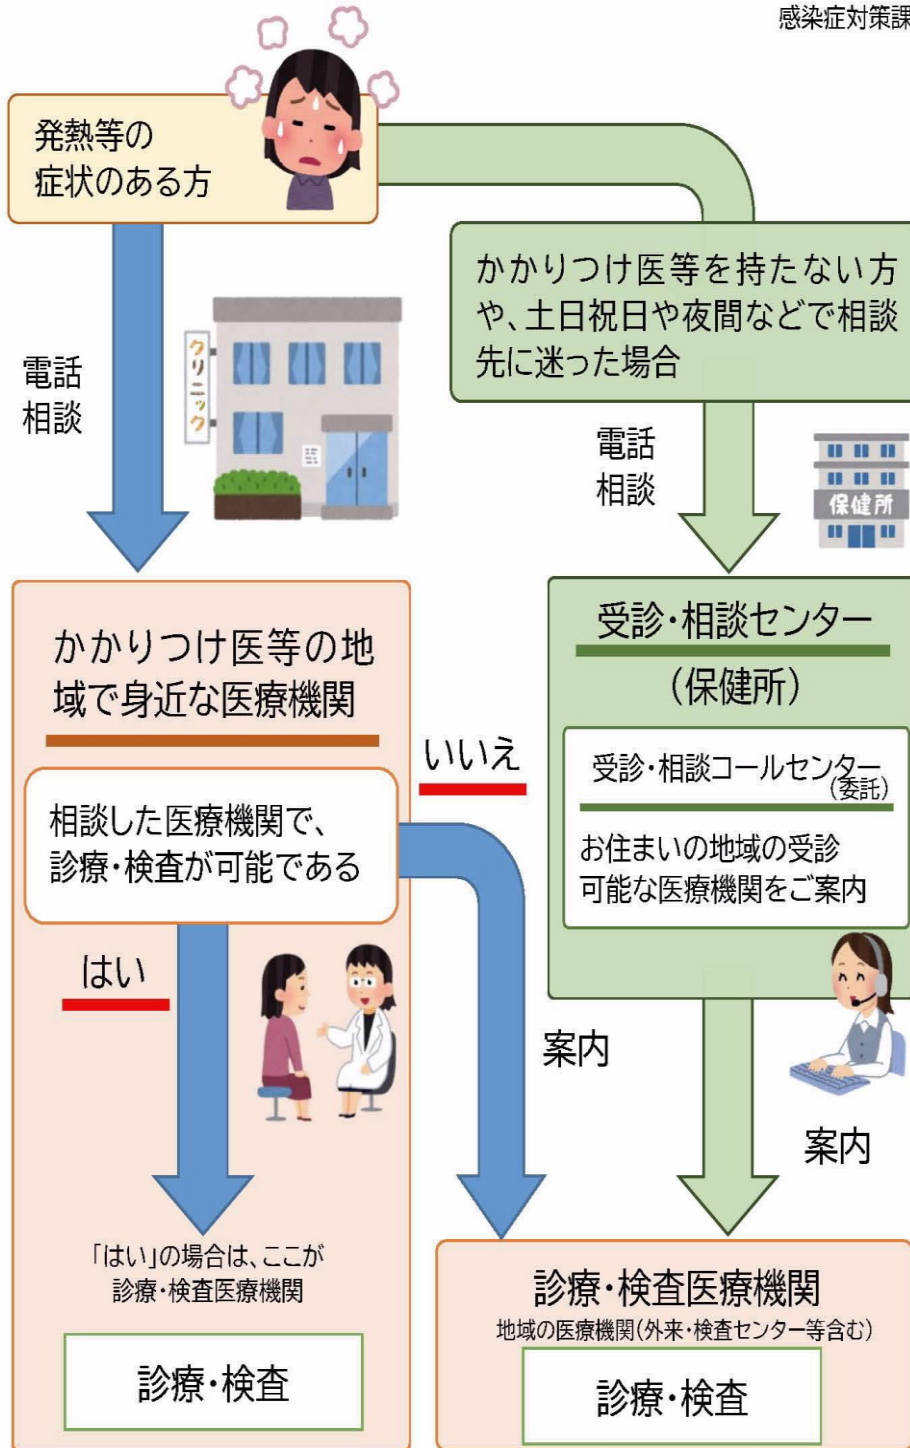 感染症対策課
発熱等の
症状のある方
かかりつけ医等を持たない方
や、土日祝日や夜間などで相談
先に迷った場合
クリニック
電話
相談
電話
相談
保健所
かかりつけ医等の地
域で身近な医療機関
相談した医療機関で、
診療・検査が可能である
いいえ
はい
受診・相談センター
（保健所）
受診・相談コールセンター
（委託）
お住まいの地域の受診
可能な医療機関をご案内
案内
案内
「はい」の場合は、ここが
診療・検査医療機関
診療・検査
診療・検査医療機関
地域の医療機関(外来・検査センター等含む)
診療・検査